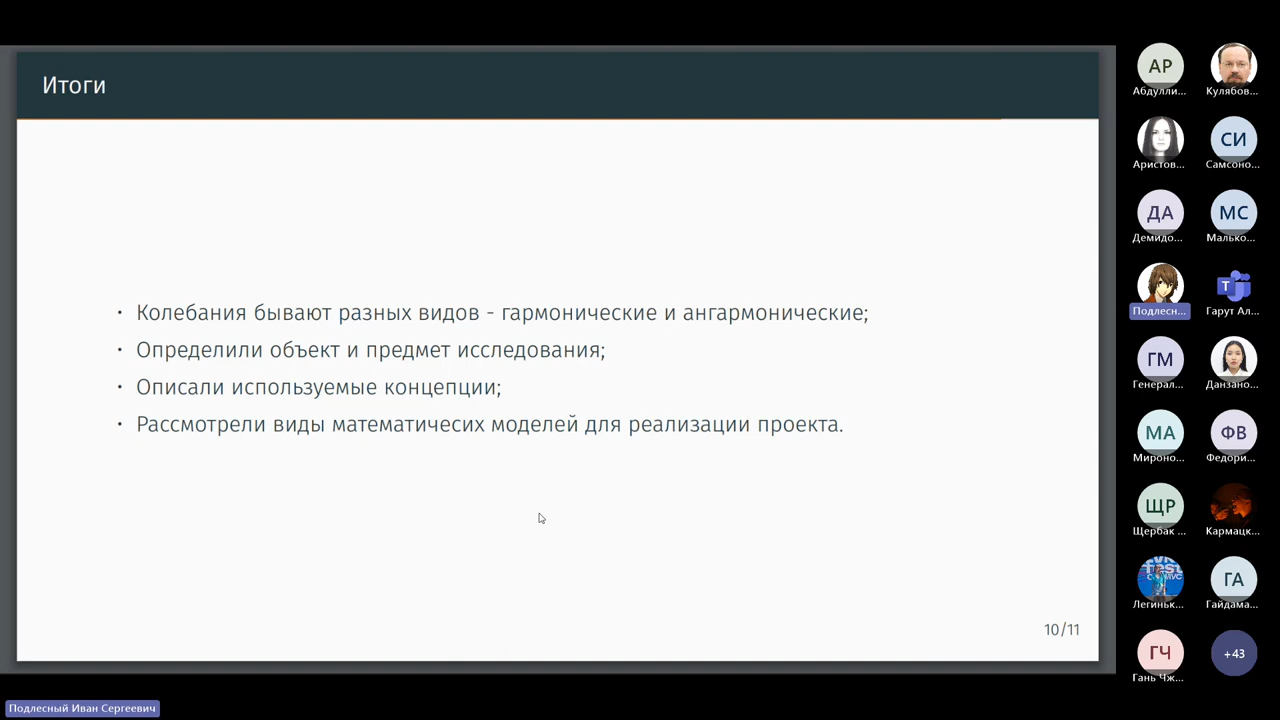 Итоги
· Колебания бывают разных видов - гармонические и ангармонические;
· Определили объект и предмет исследования;
· Описали используемые концепции;
· Рассмотрели виды математичесих моделей для реализации проекта.
10/11
АР
Абдулли...
Кулябов...
Аристов...
СИ
Самсоно...
ДА
Демидо...
МС
Малько...
Подлесн...
T
Гарут Ал...
ГМ
Генерал...
Данзано...
МА
Мироно...
ФВ
Федори...
ЩР
Щербак ...
Кармацк...
Легиньк...
ГА
Гайдама...
ГЧ
Гань Чж...
+43
Подлесный Иван Сергеевич